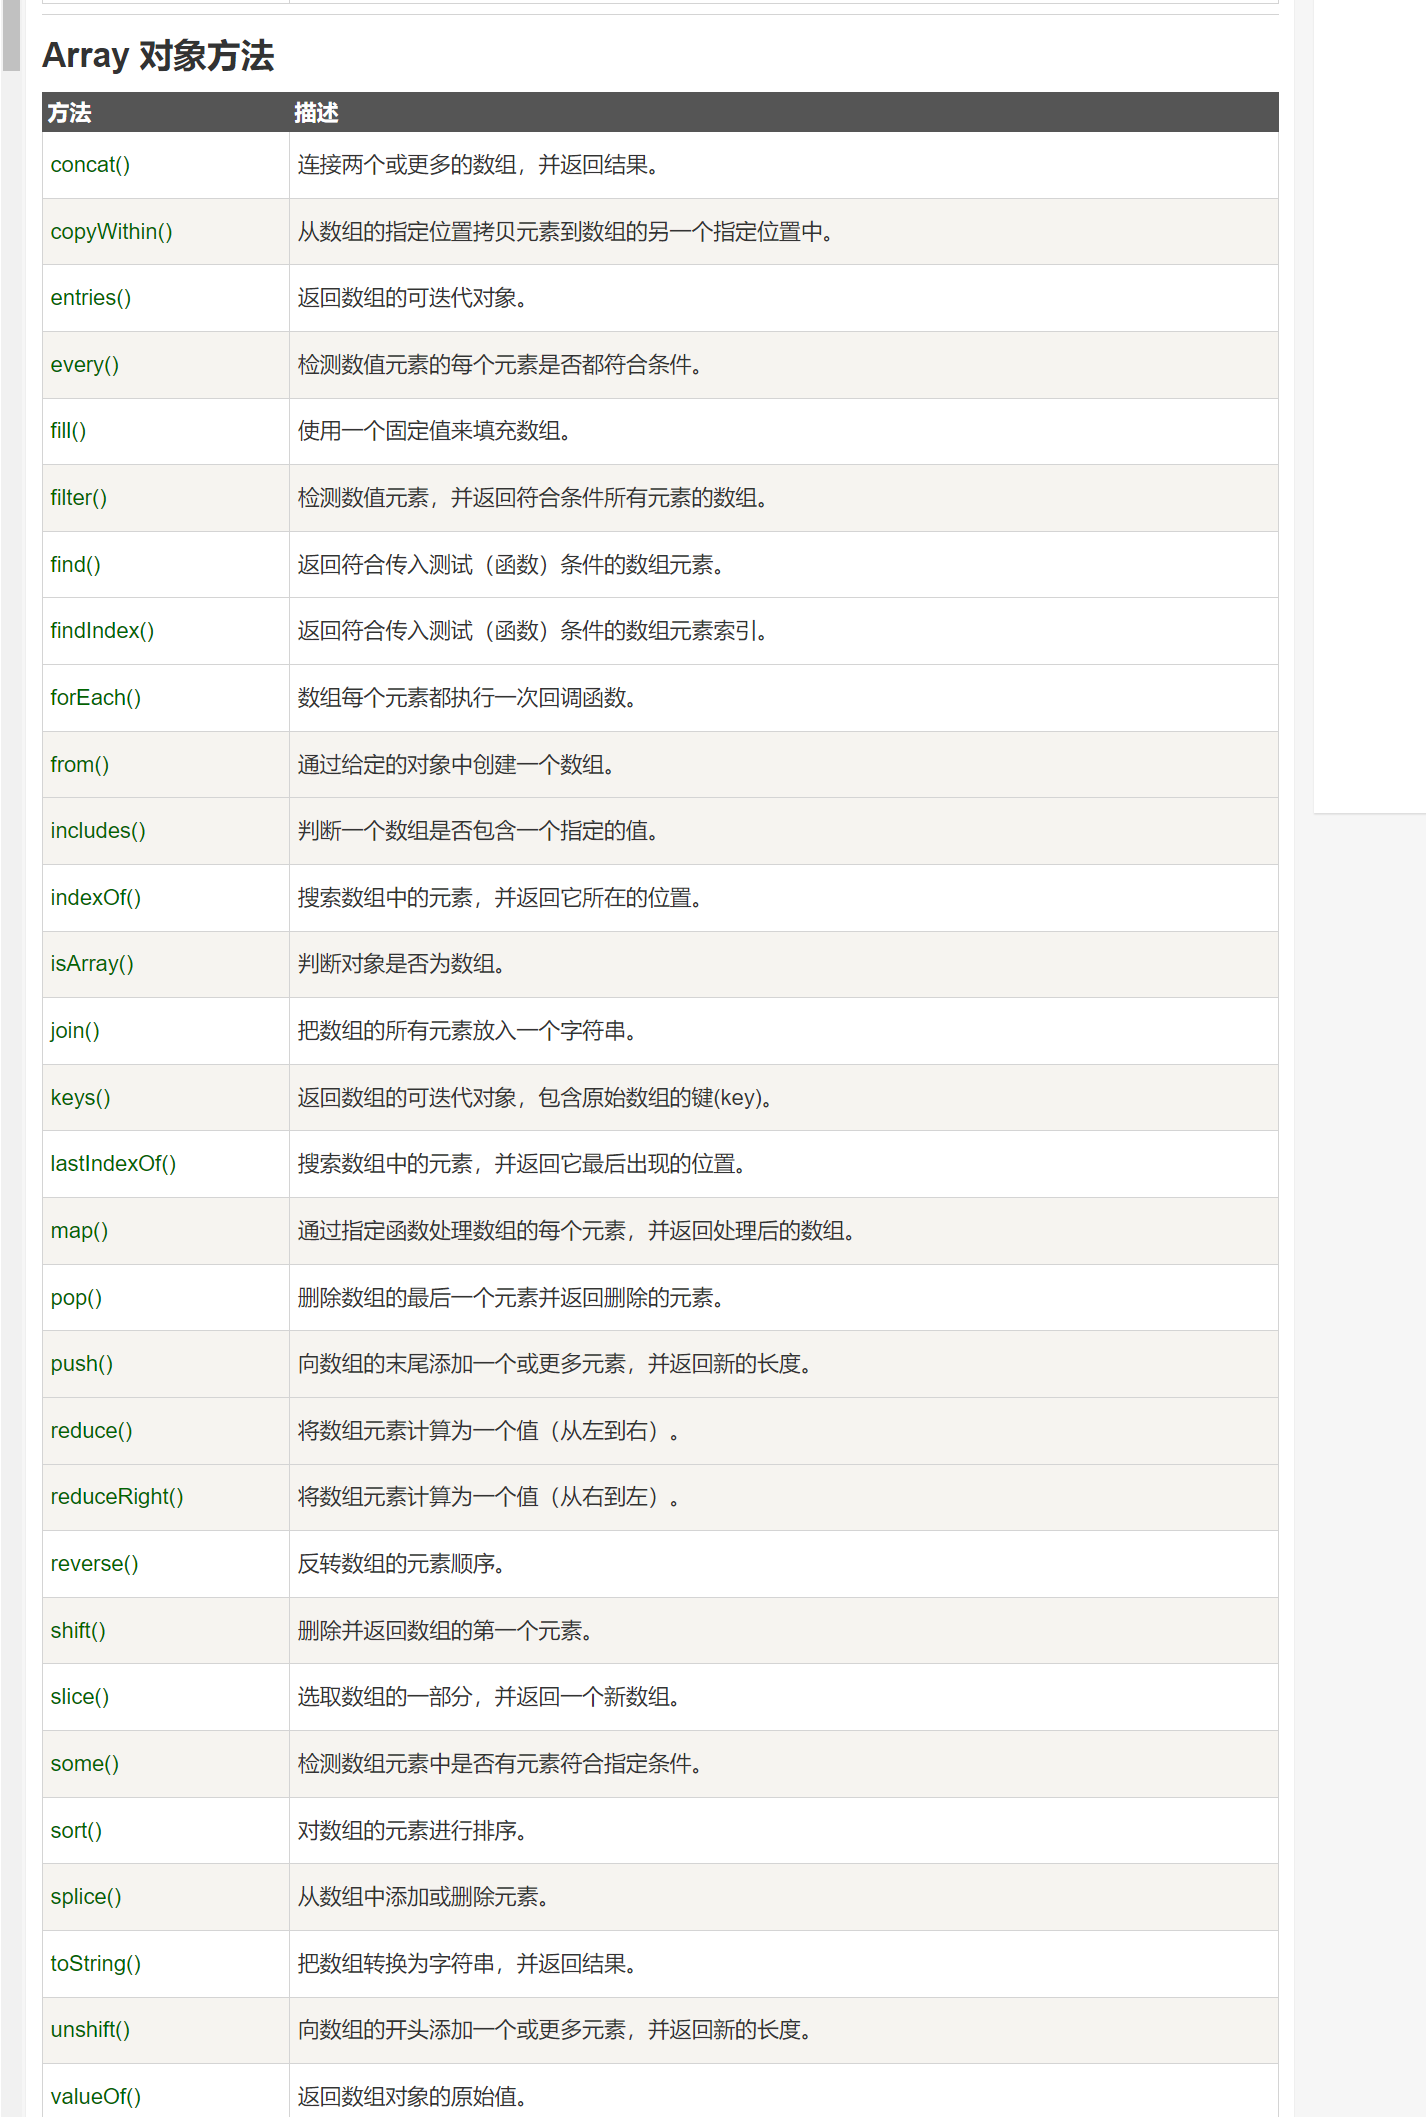 Array 对象方法
方法 描述
concat() 连接两个或更多的数组，并返回结果。
copyWithin() 从数组的指定位置拷贝元素到数组的另一个指定位置中。
entries() 返回数组的可迭代对象。
every() 检测数值元素的每个元素是否都符合条件。
fill() 使用一个固定值来填充数组。
filter() 检测数值元素，并返回符合条件所有元素的数组。
find() 返回符合传入测试（函数）条件的数组元素。
findIndex() 返回符合传入测试（函数）条件的数组元素索引。
forEach() 数组每个元素都执行一次回调函数。
from() 通过给定的对象中创建一个数组。
includes() 判断一个数组是否包含一个指定的值。
indexOf() 搜索数组中的元素，并返回它所在的位置。
isArray() 判断对象是否为数组。
join() 把数组的所有元素放入一个字符串。
keys() 返回数组的可迭代对象，包含原始数组的键(key)。
lastIndexOf() 搜索数组中的元素，并返回它最后出现的位置。
map() 通过指定函数处理数组的每个元素，并返回处理后的数组。
pop() 删除数组的最后一个元素并返回删除的元素。
push() 向数组的末尾添加一个或更多元素，并返回新的长度。
reduce() 将数组元素计算为一个值（从左到右）。
reduceRight() 将数组元素计算为一个值（从右到左）。
reverse() 反转数组的元素顺序。
shift() 删除并返回数组的第一个元素。
slice() 选取数组的一部分，并返回一个新数组。
some() 检测数组元素中是否有元素符合指定条件。
sort() 对数组的元素进行排序。
splice() 从数组中添加或删除元素。
toString() 把数组转换为字符串，并返回结果。
unshift() 向数组的开头添加一个或更多元素，并返回新的长度。
valueOf() 返回数组对象的原始值。